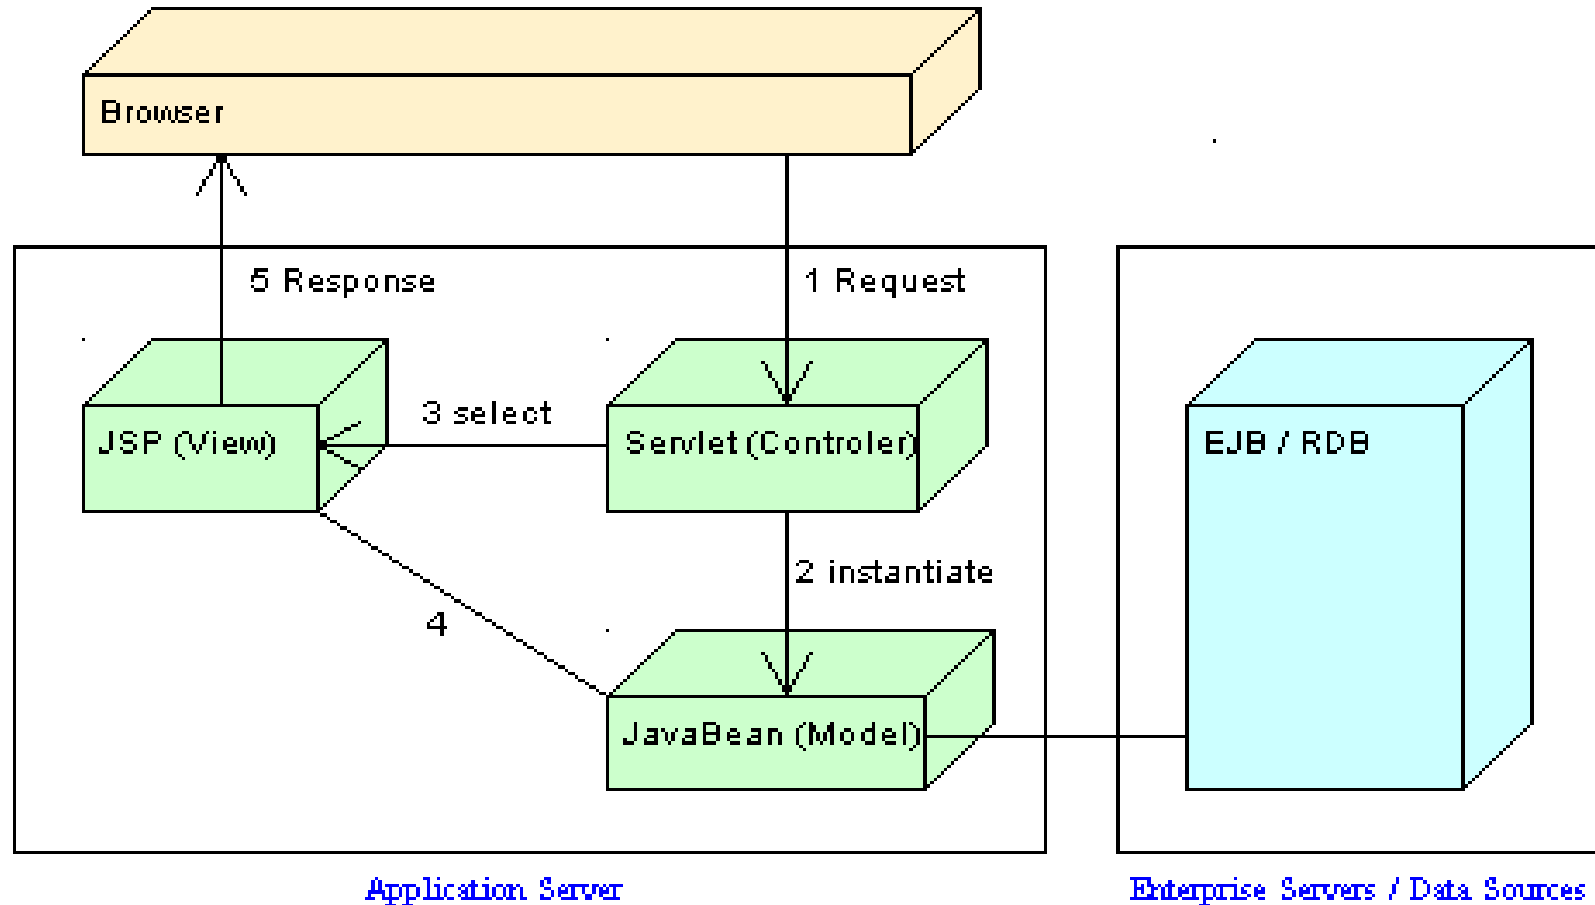 Browser
5 Response
1 Request
JSP (View)
3 select
Servlet (Controler)
EJB / RDB
2 instantiate
4
JavaBean (Model)
Application Server
Enterprise Servers / Data Sources